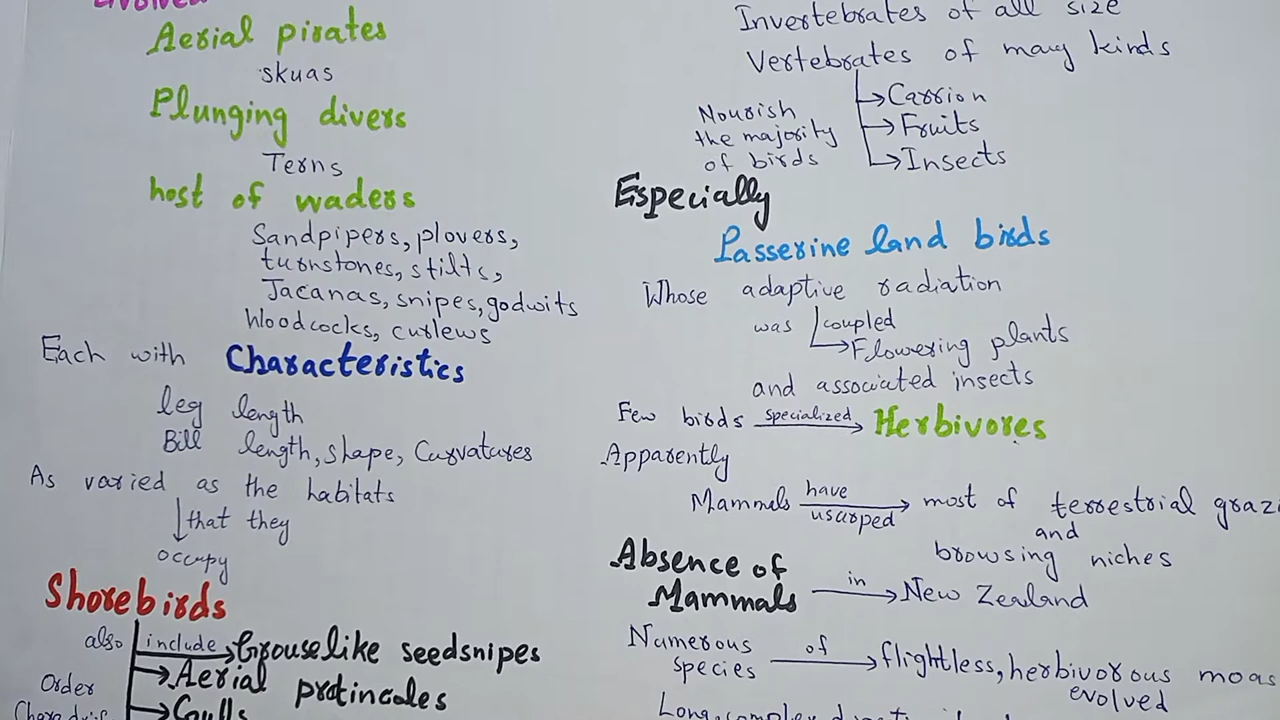 Evolved
Aerial pirates
skuas
Plunging divers
Terns
host of waders
Sandpipers, plovers,
turnstones, stilts,
Jacanas, snipes, godwits
Woodcocks, curlews
Each with Characteristics
leg length
Bill length, shape, Curvatures
As varied as the habitats
that they
occupy
Shorebirds
also include Grouselike seedsnipes
Aerial pratincoles
Order
Gulls
Invertebrates of all size
Vertebrates of many kinds
Nourish
the majority
of birds
Carrion
Fruits
Insects
Especially
Passerine land birds
Whose adaptive radiation
was coupled
Flowering plants
and associated insects
Few birds specialized Herbivores
Apparently
Mammals have usurped most of terrestrial grazi
and
browsing niches
Absence of
Mammals in New Zealand
Numerous
species of flightless, herbivorous moas
evolved
Long, complex